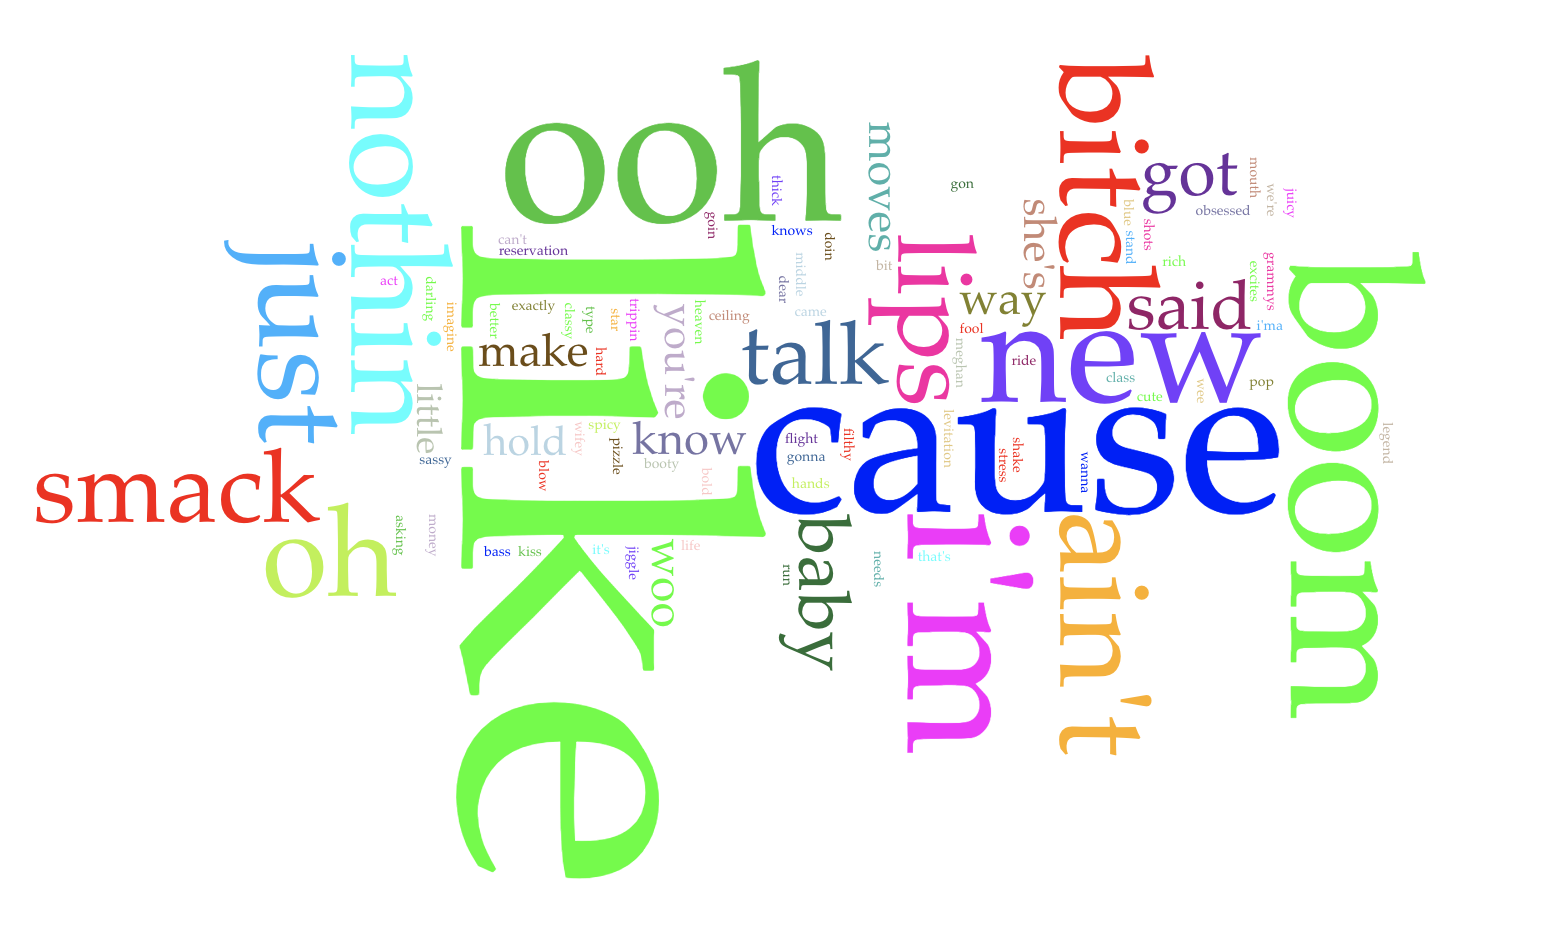 nothin
ooh
moves
bitch
got
mouth
we're
juicy
thick
gon
obsessed
goin
knows
doin
can't
reservation
just
lips
she's
blue
stand
shots
rich
grammys
excites
boom
act
darling
imagine
better
exactly
classy
type
star
trippin
you're
heaven
ceiling
dear
middle
came
bit
way
said
i'ma
fool
make
hard
talk
meghan
new
ride
class
cute
wee
pop
little
like
hold
wifey
spicy
pizzle
know
booty
bold
blow
sassy
cause
flight
gonna
filthy
hands
levitation
stress
shake
wanna
legend
smack
oh
asking
money
bass
kiss
it's
jiggle
woo
life
baby
run
needs
i'm
that's
ain't